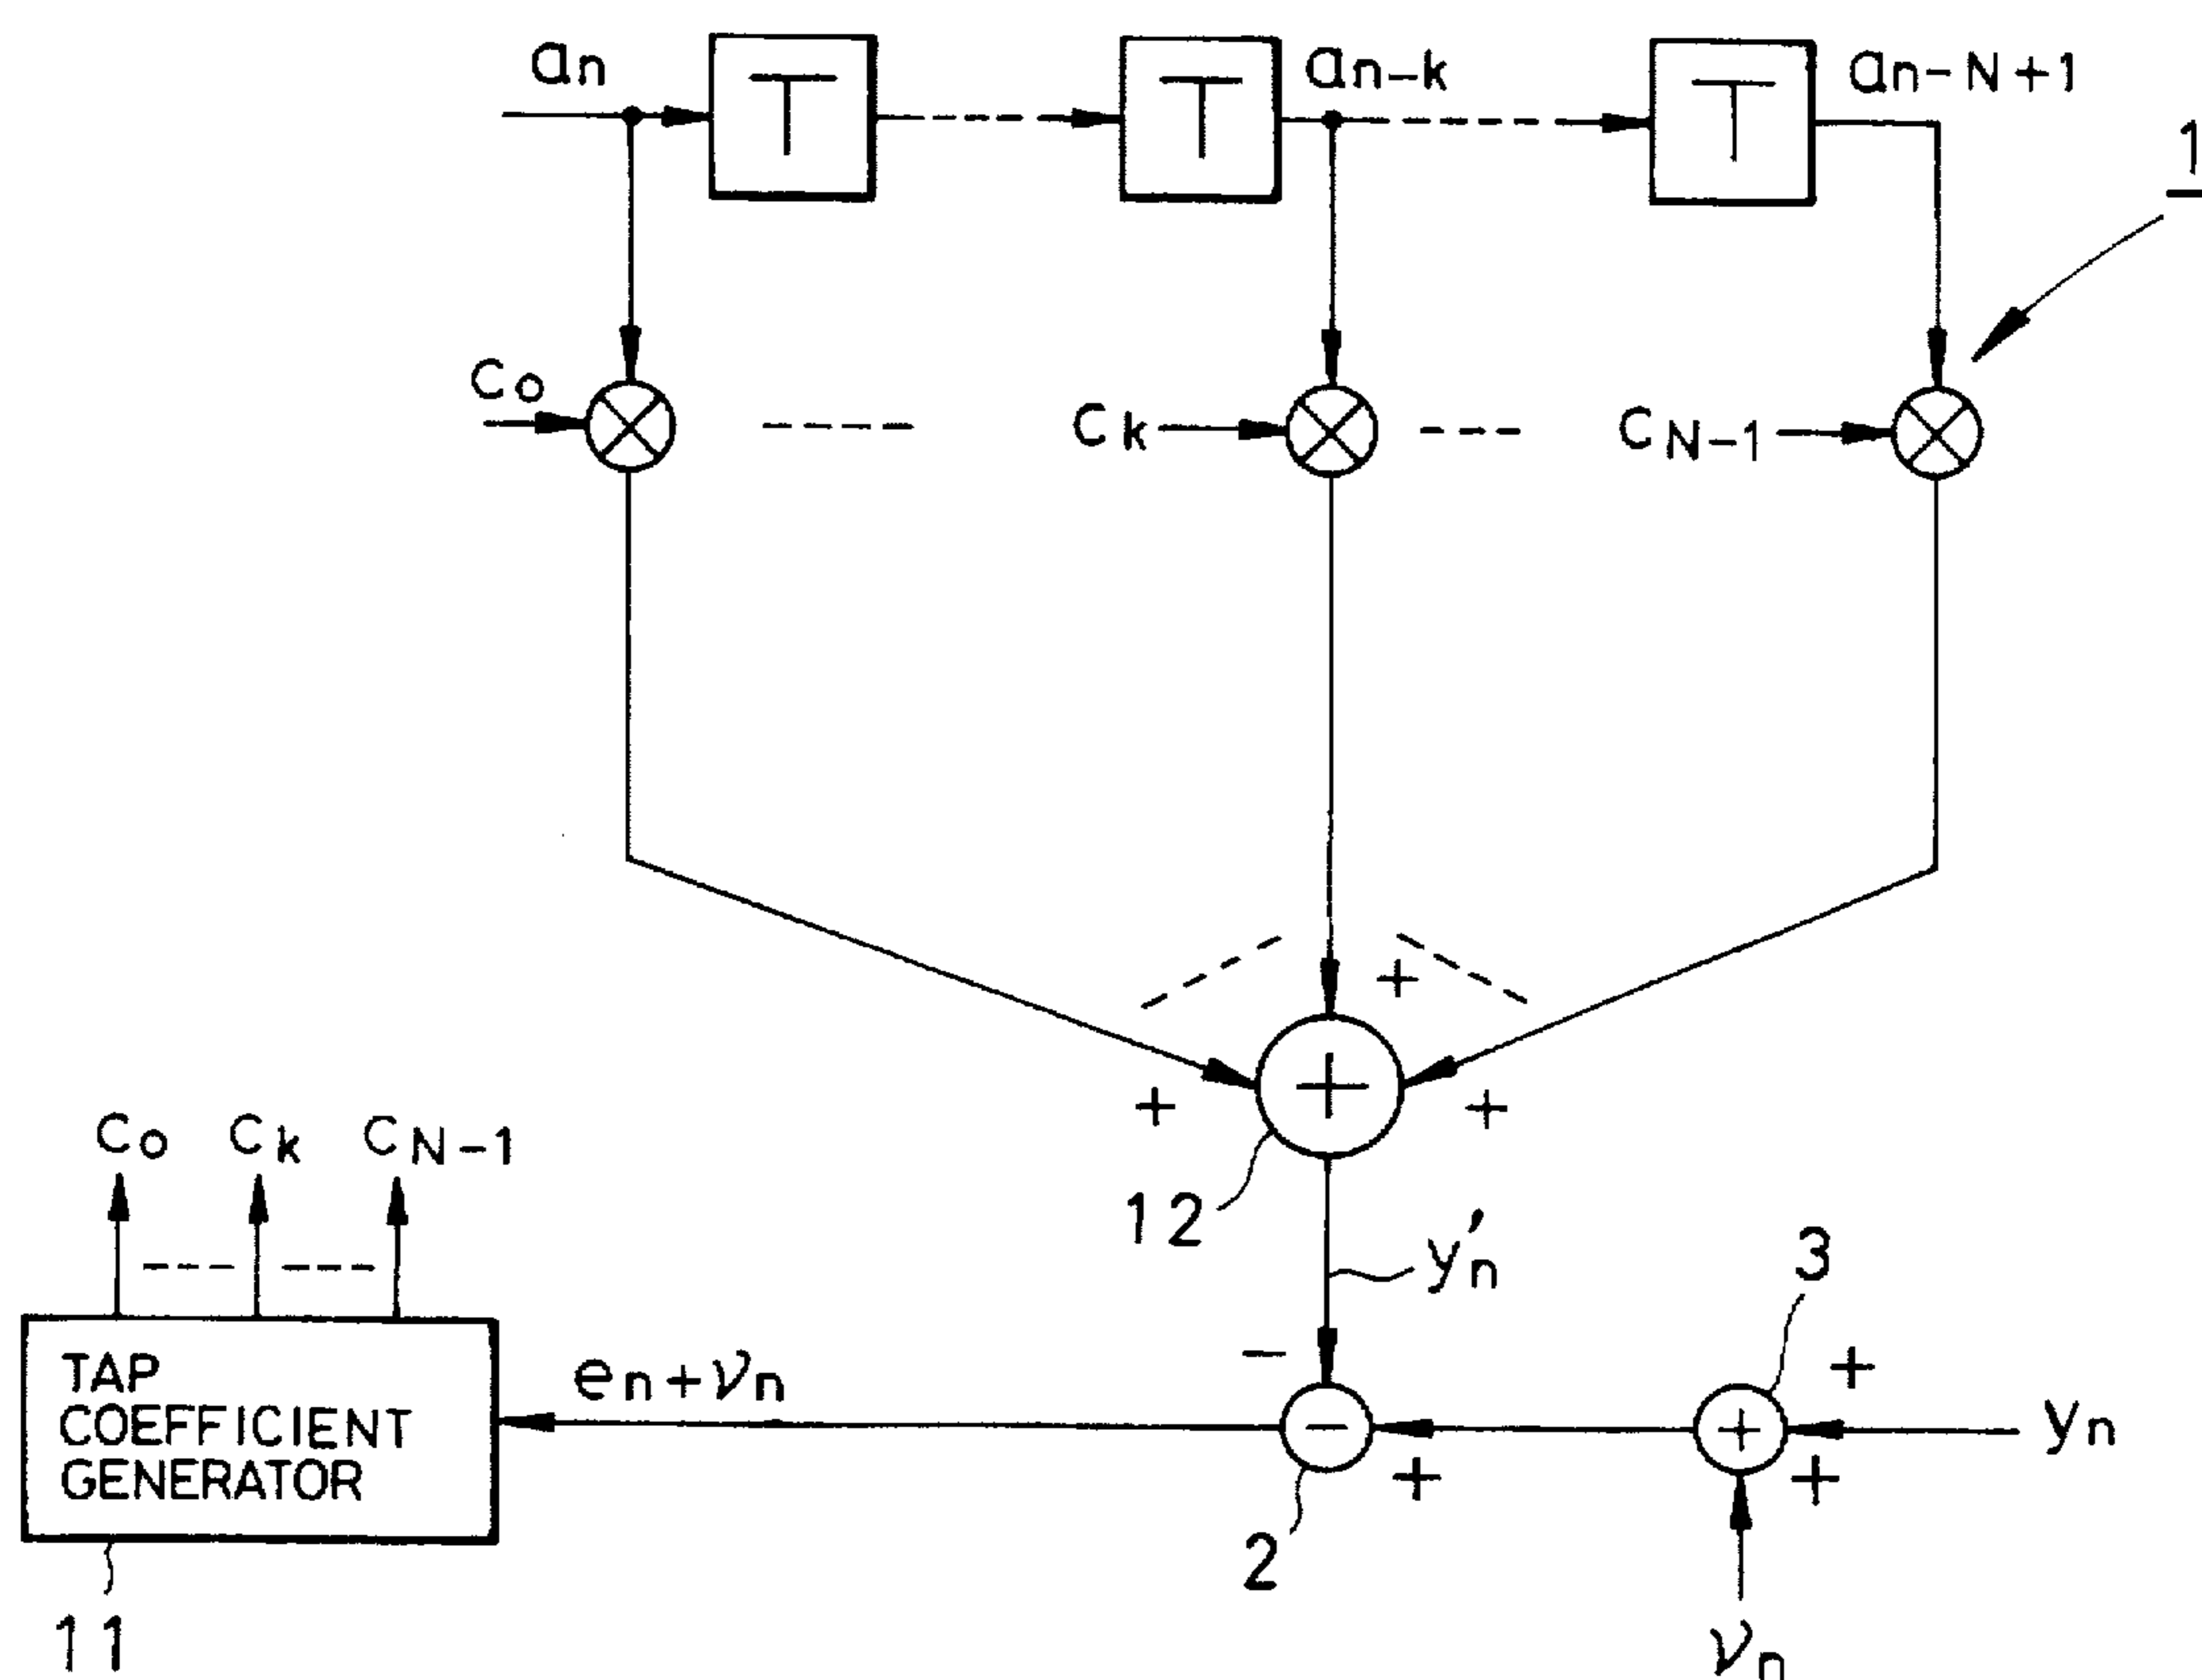 an T T an-k T an-N+1
1
co ck cN-1
+
+ + +
co ck cN-1
12
y'n
3
- +
TAP
COEFFICIENT
GENERATOR
en+νn - + yn
+ +
2
11
νn